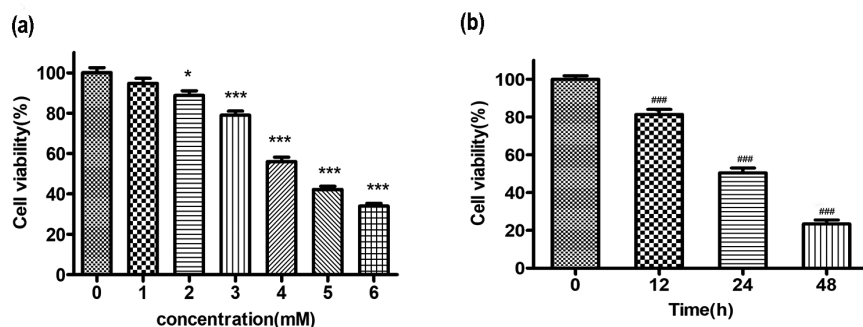 (a)
Cell viability(%)
100
80
60
40
20
0
*
***
***
***
***
0 1 2 3 4 5 6
concentration(mM)
(b)
Cell viability(%)
100
80
60
40
20
0
###
###
###
0 12 24 48
Time(h)